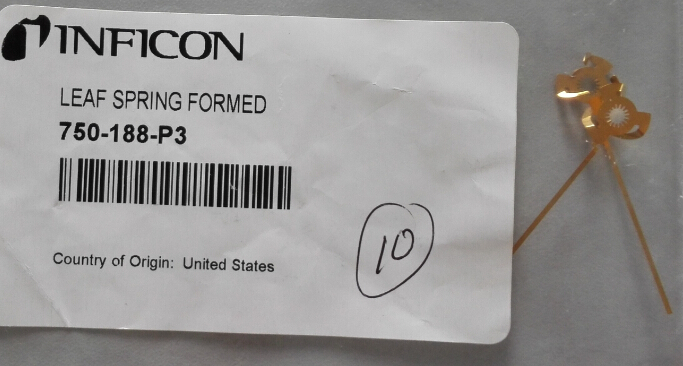 INFICON
LEAF SPRING FORMED
750-188-P3
Country of Origin: United States
10